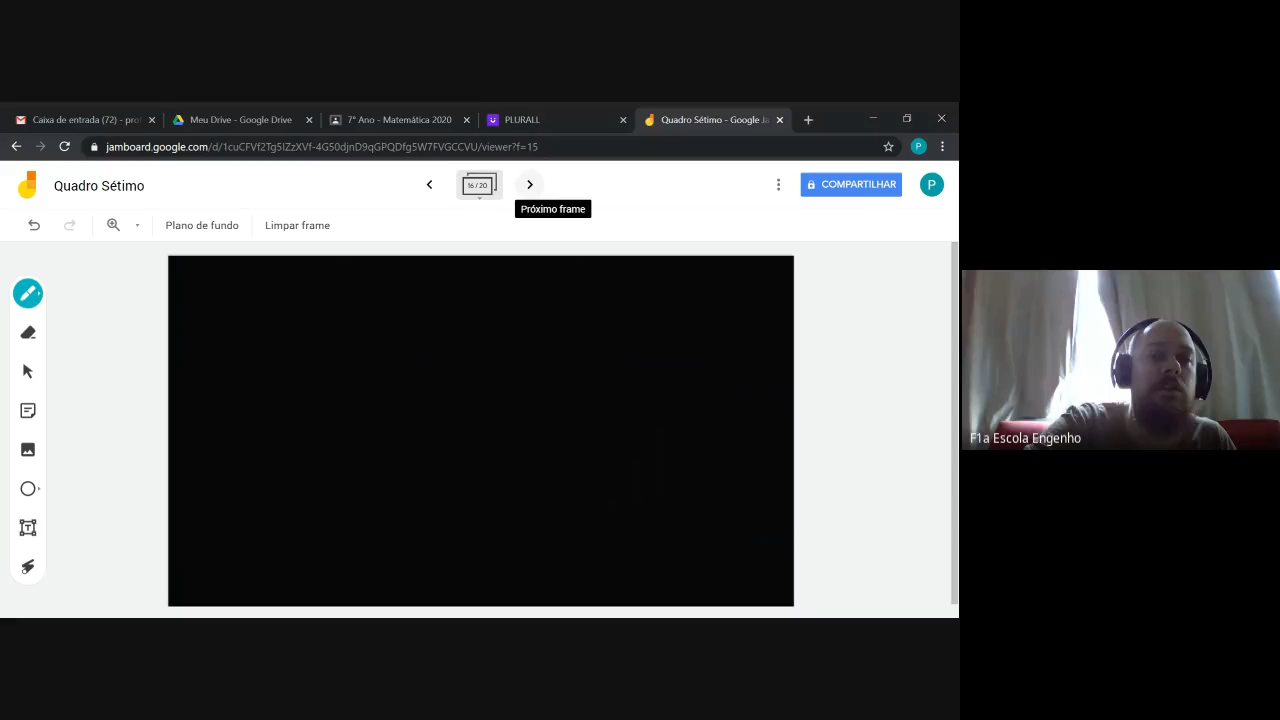 Caixa de entrada (72) - pro
Meu Drive - Google Drive
7° Ano - Matemática 2020
PLURALL
Quadro Sétimo - Google Ja
jamboard.google.com/d/1cuCFVf2Tg5IZzXVf-4G50djnD9qGPQDfg5W7FVGCCVU/viewer?f=15
P
Quadro Sétimo
16 / 20
COMPARTILHAR
P
Próximo frame
Plano de fundo
Limpar frame
F1a Escola Engenho